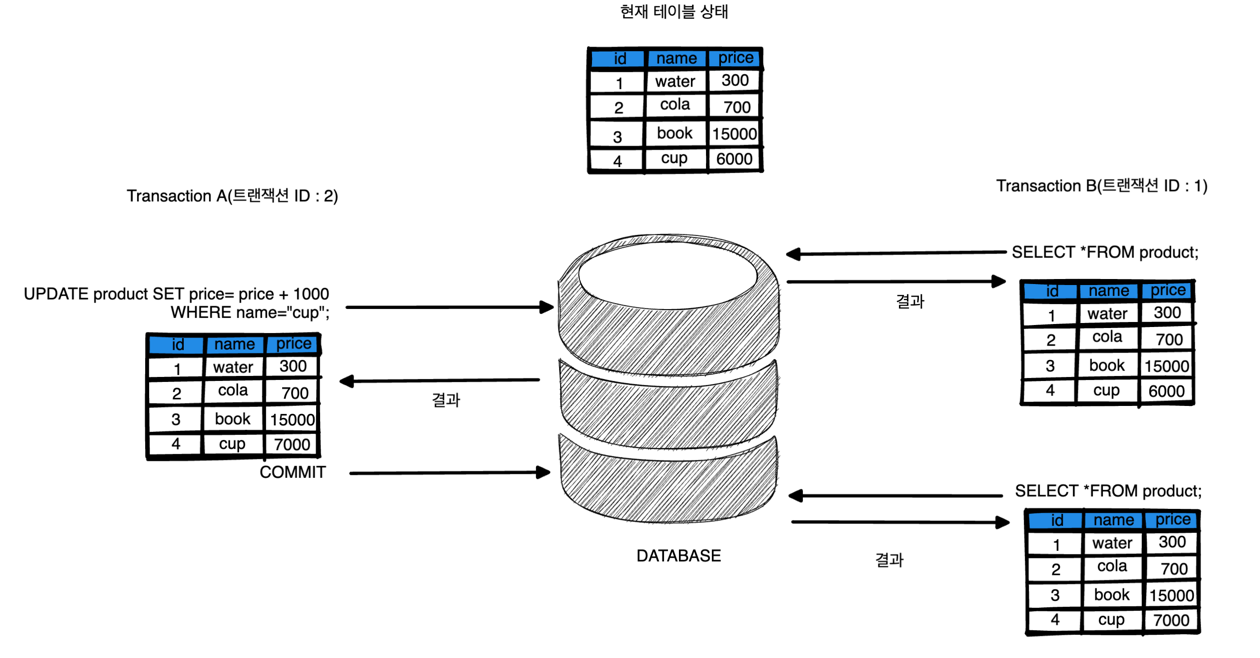 현재 테이블 상태
id name price
1 water 300
2 cola 700
3 book 15000
4 cup 6000
Transaction A(트랜잭션 ID : 2)
Transaction B(트랜잭션 ID : 1)
SELECT *FROM product;
결과
id name price
1 water 300
2 cola 700
3 book 15000
4 cup 6000
UPDATE product SET price= price + 1000
WHERE name="cup";
id name price
1 water 300
2 cola 700
3 book 15000
4 cup 7000
결과
COMMIT
SELECT *FROM product;
결과
id name price
1 water 300
2 cola 700
3 book 15000
4 cup 7000
DATABASE